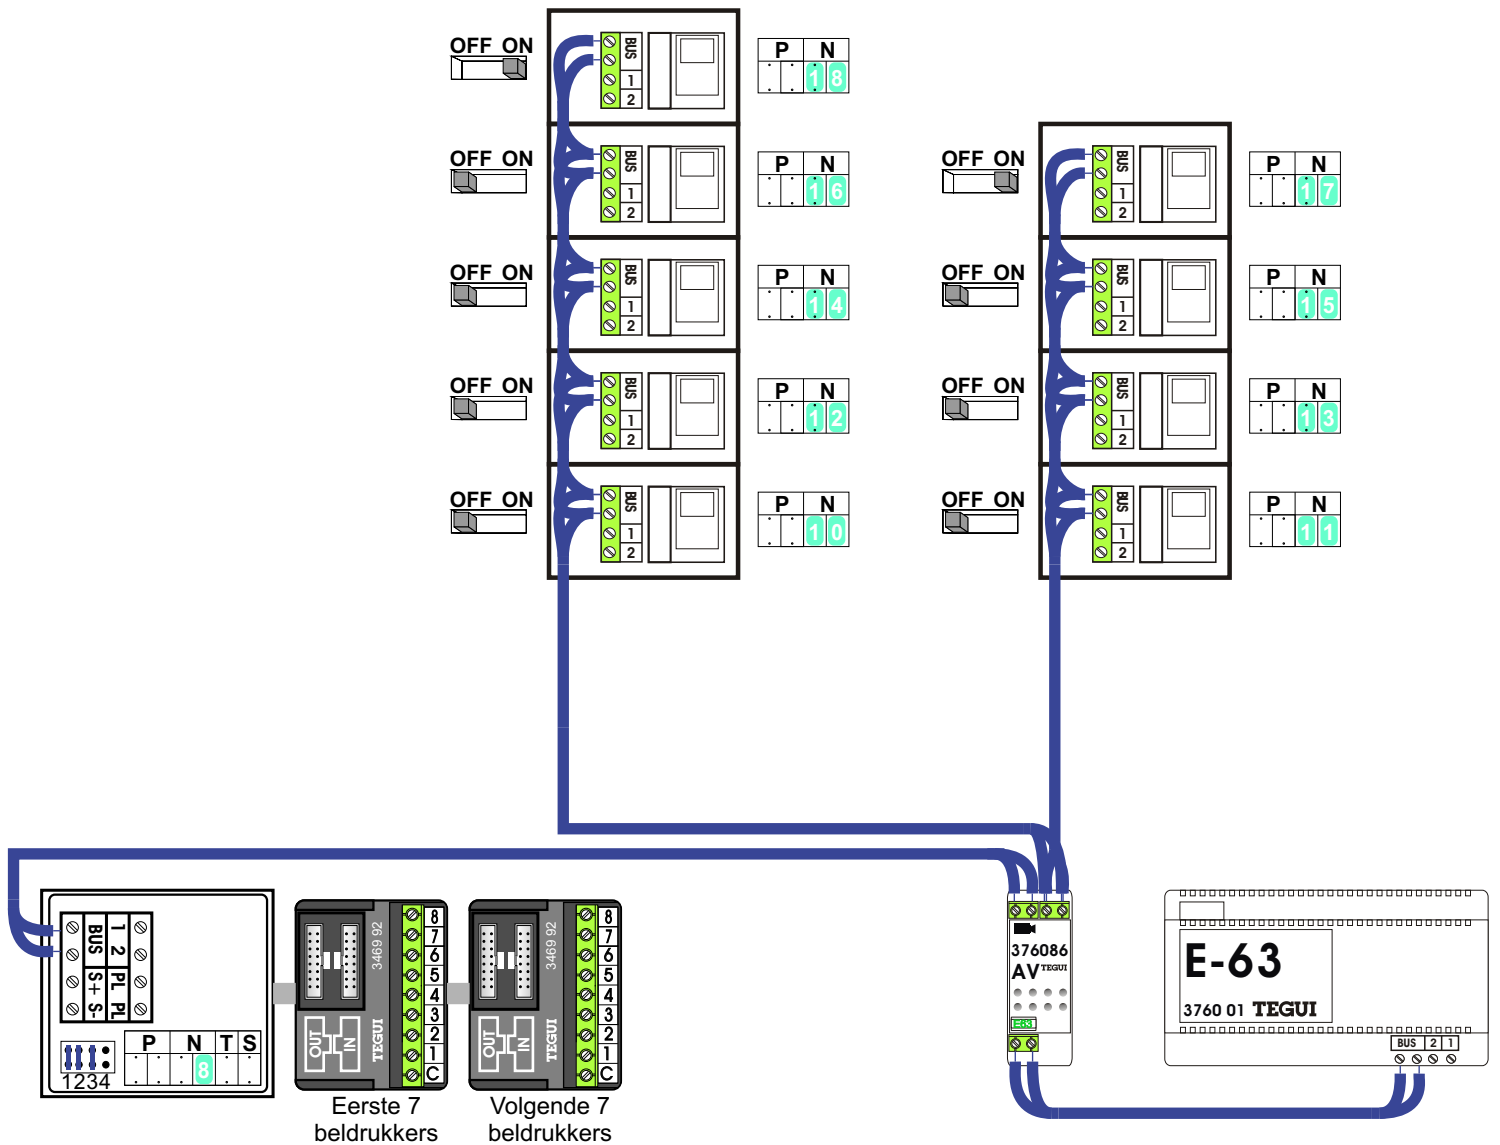 OFF ON
BUS
1
2
P N
1 8
OFF ON
BUS
1
2
P N
1 6
OFF ON
BUS
1
2
P N
1 7
OFF ON
BUS
1
2
P N
1 4
OFF ON
BUS
1
2
P N
1 5
OFF ON
BUS
1
2
P N
1 2
OFF ON
BUS
1
2
P N
1 3
OFF ON
BUS
1
2
P N
1 0
OFF ON
BUS
1
2
P N
1 1
BUS 1 2
S+ S- PL PL
P N T S
8
1234
3469 92
OUT IN
TEGUI
8
7
6
5
4
3
2
1
C
Eerste 7
beldrukkers
3469 92
OUT IN
TEGUI
8
7
6
5
4
3
2
1
C
Volgende 7
beldrukkers
376086
AV TEGUI
E63
E-63
3760 01 TEGUI
BUS 2 1